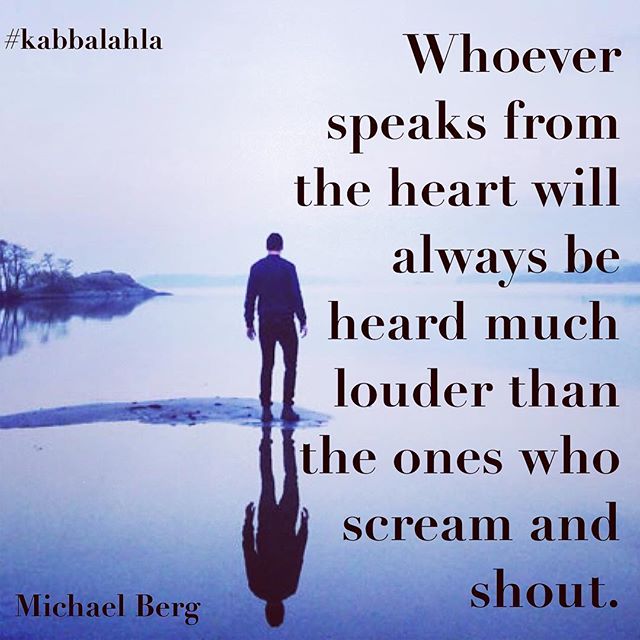 #kabbalahla
Whoever
speaks from
the heart will
always be
heard much
louder than
the ones who
scream and
shout.
Michael Berg